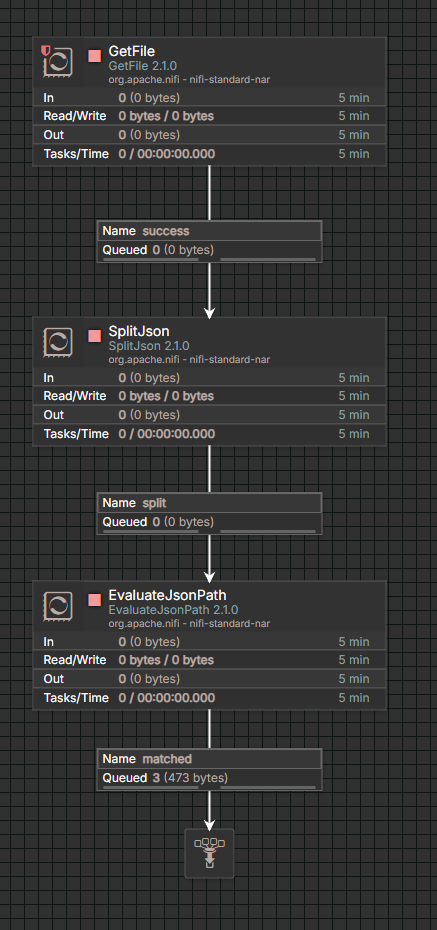 GetFile
GetFile 2.1.0
org.apache.nifi - nifi-standard-nar
In 0 (0 bytes) 5 min
Read/Write 0 bytes / 0 bytes 5 min
Out 0 (0 bytes) 5 min
Tasks/Time 0 / 00:00:00.000 5 min
Name success
Queued 0 (0 bytes)
SplitJson
SplitJson 2.1.0
org.apache.nifi - nifi-standard-nar
In 0 (0 bytes) 5 min
Read/Write 0 bytes / 0 bytes 5 min
Out 0 (0 bytes) 5 min
Tasks/Time 0 / 00:00:00.000 5 min
Name split
Queued 0 (0 bytes)
EvaluateJsonPath
EvaluateJsonPath 2.1.0
org.apache.nifi - nifi-standard-nar
In 0 (0 bytes) 5 min
Read/Write 0 bytes / 0 bytes 5 min
Out 0 (0 bytes) 5 min
Tasks/Time 0 / 00:00:00.000 5 min
Name matched
Queued 3 (473 bytes)